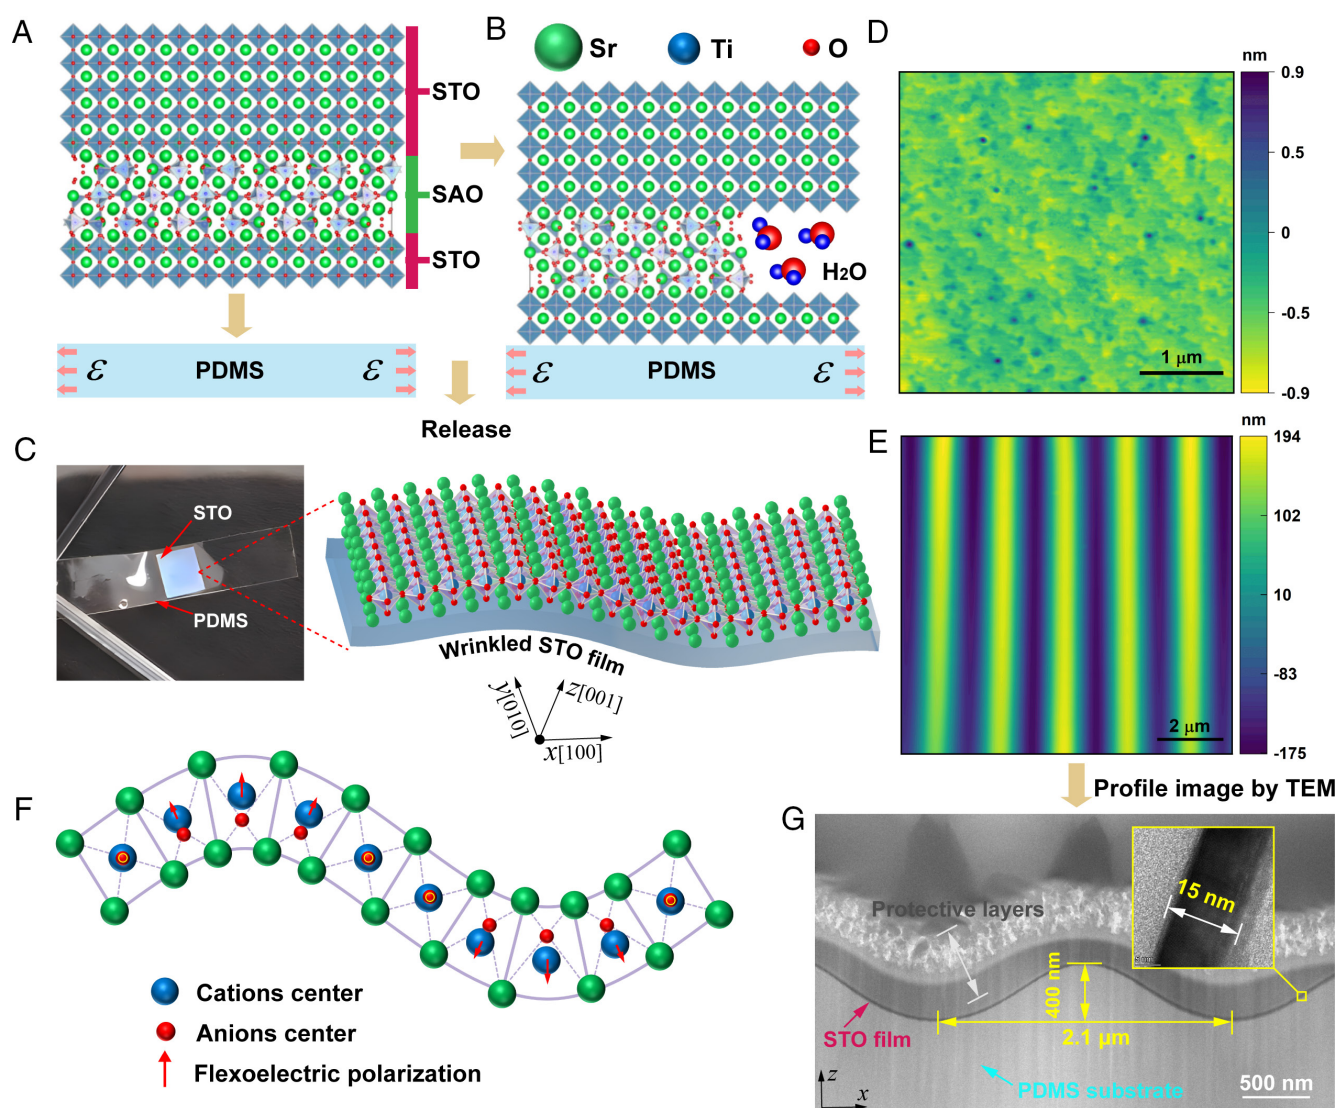 A
STO
SAO
STO
ε PDMS ε
B
Sr Ti O
H2O
ε PDMS ε
Release
C
STO
PDMS
Wrinkled STO film
y[010]
z[001]
x[100]
D
nm
0.9
0.5
0
-0.5
-0.9
1 μm
E
nm
194
102
10
-83
-175
2 μm
Profile image by TEM
F
Cations center
Anions center
Flexoelectric polarization
G
Protective layers
15 nm
400 nm
2.1 μm
STO film
PDMS substrate
500 nm
z
x